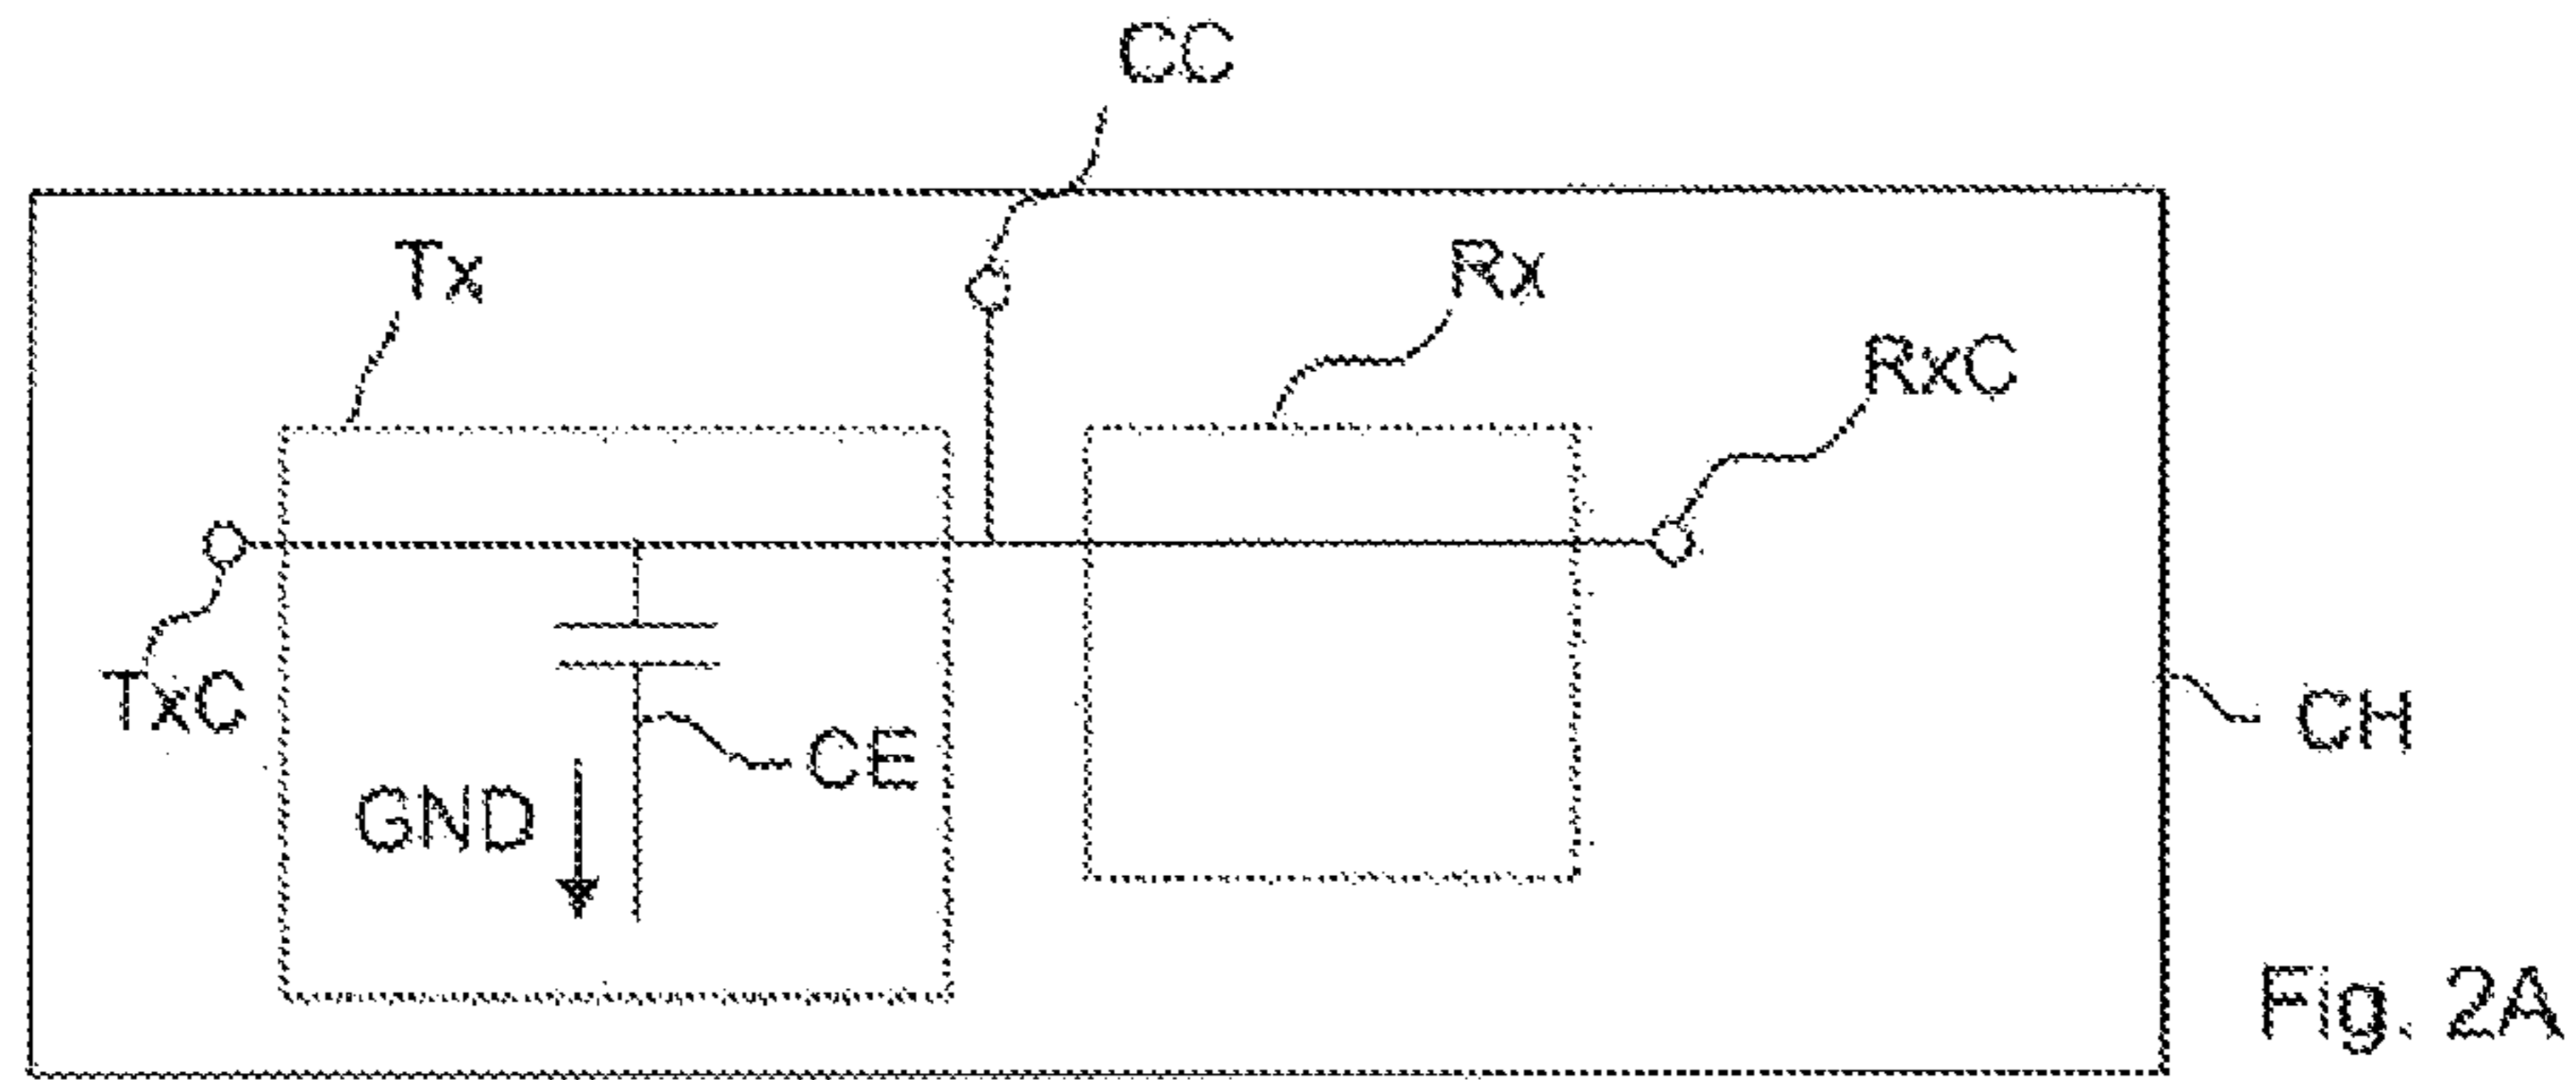 CC
Tx
Rx
RxC
TxC
CH
CE
GND
Fig. 2A